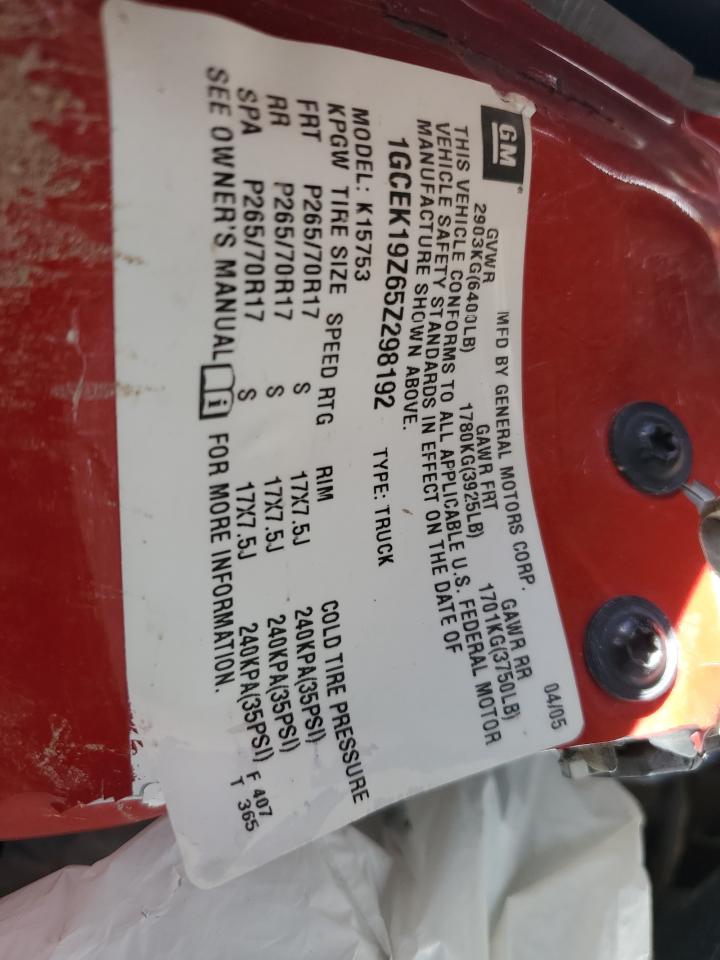 GM
MFD BY GENERAL MOTORS CORP. 04/05
GVWR GAWR FRT GAWR RR
2903KG(6400LB) 1780KG(3925LB) 1701KG(3750LB)
THIS VEHICLE CONFORMS TO ALL APPLICABLE U.S. FEDERAL MOTOR
VEHICLE SAFETY STANDARDS IN EFFECT ON THE DATE OF
MANUFACTURE SHOWN ABOVE.
1GCEK19Z65Z298192 TYPE: TRUCK
MODEL: K15753
KPGW TIRE SIZE SPEED RTG RIM COLD TIRE PRESSURE
FRT P265/70R17 S 17X7.5J 240KPA(35PSI)
RR P265/70R17 S 17X7.5J 240KPA(35PSI)
SPA P265/70R17 S 17X7.5J 240KPA(35PSI) F 407
SEE OWNER'S MANUAL i FOR MORE INFORMATION. T 365